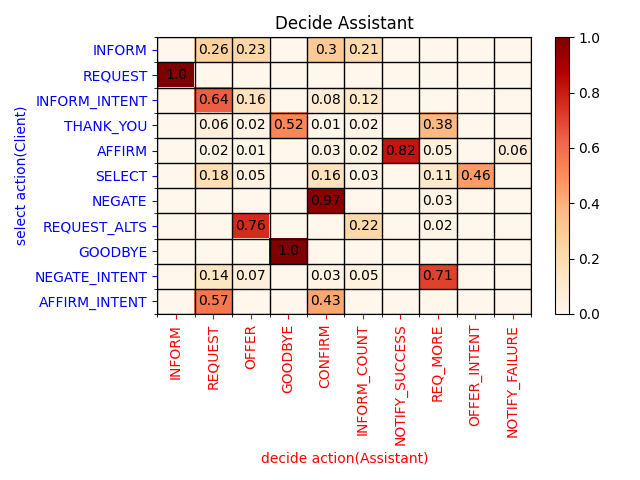 Decide Assistant
INFORM 0.26 0.23 0.3 0.21
REQUEST 1.0
INFORM_INTENT 0.64 0.16 0.08 0.12
THANK_YOU 0.06 0.02 0.52 0.01 0.02 0.38
AFFIRM 0.02 0.01 0.03 0.02 0.82 0.05 0.06
SELECT 0.18 0.05 0.16 0.03 0.11 0.46
NEGATE 0.97 0.03
REQUEST_ALTS 0.76 0.22 0.02
GOODBYE 1.0
NEGATE_INTENT 0.14 0.07 0.03 0.05 0.71
AFFIRM_INTENT 0.57 0.43
select action(Client)
INFORM
REQUEST
OFFER
GOODBYE
CONFIRM
INFORM_COUNT
NOTIFY_SUCCESS
REQ_MORE
OFFER_INTENT
NOTIFY_FAILURE
decide action(Assistant)
1.0
0.8
0.6
0.4
0.2
0.0